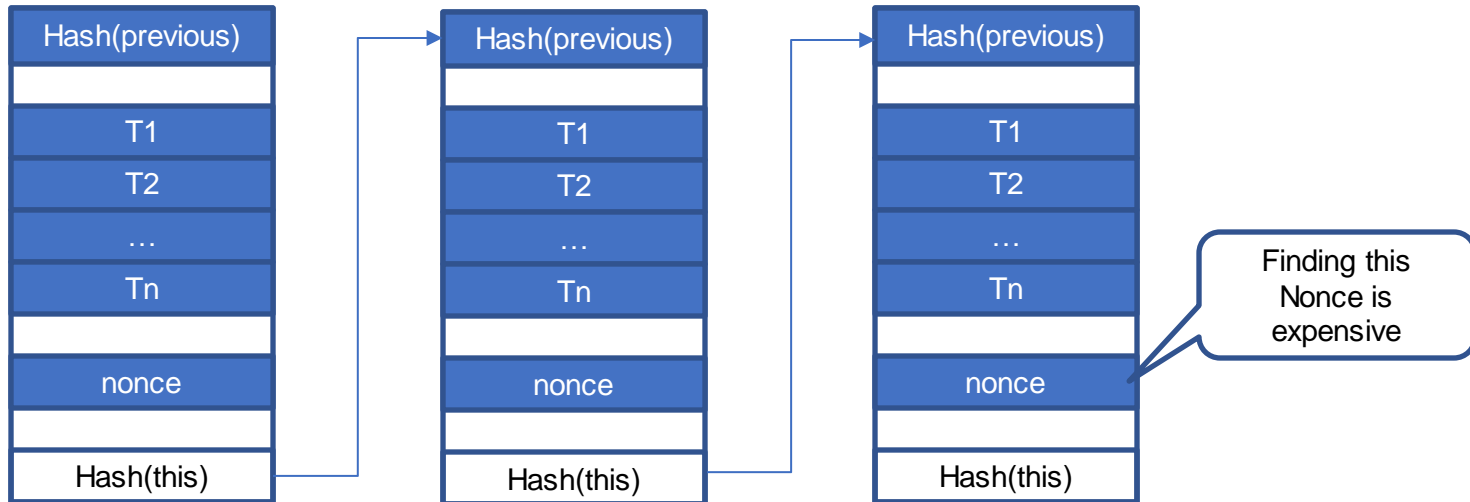 Hash(previous)
T1
T2
…
Tn
nonce
Hash(this)
Hash(previous)
T1
T2
…
Tn
nonce
Hash(this)
Hash(previous)
T1
T2
…
Tn
nonce
Hash(this)
Finding this
Nonce is
expensive